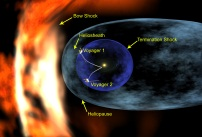 Bow Shock
Heliosheath
Termination Shock
Voyager 1
Voyager 2
Heliopause